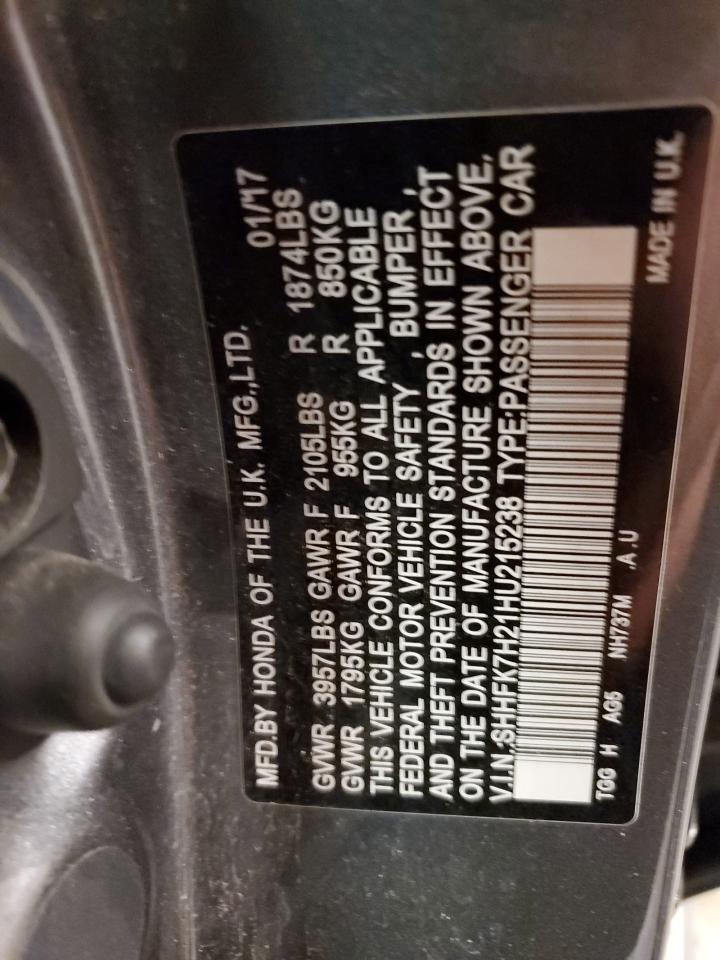 MFD.BY HONDA OF THE U.K. MFG.,LTD. 01/17
GVWR 3957LBS GAWR F 2105LBS R 1874LBS
GVWR 1795KG GAWR F 955KG R 850KG
THIS VEHICLE CONFORMS TO ALL APPLICABLE
FEDERAL MOTOR VEHICLE SAFETY , BUMPER ,
AND THEFT PREVENTION STANDARDS IN EFFECT
ON THE DATE OF MANUFACTURE SHOWN ABOVE.
V.I.N.SHHFK7H21HU215238 TYPE:PASSENGER CAR
TGG H AG5 NH737M .A.U MADE IN U.K.